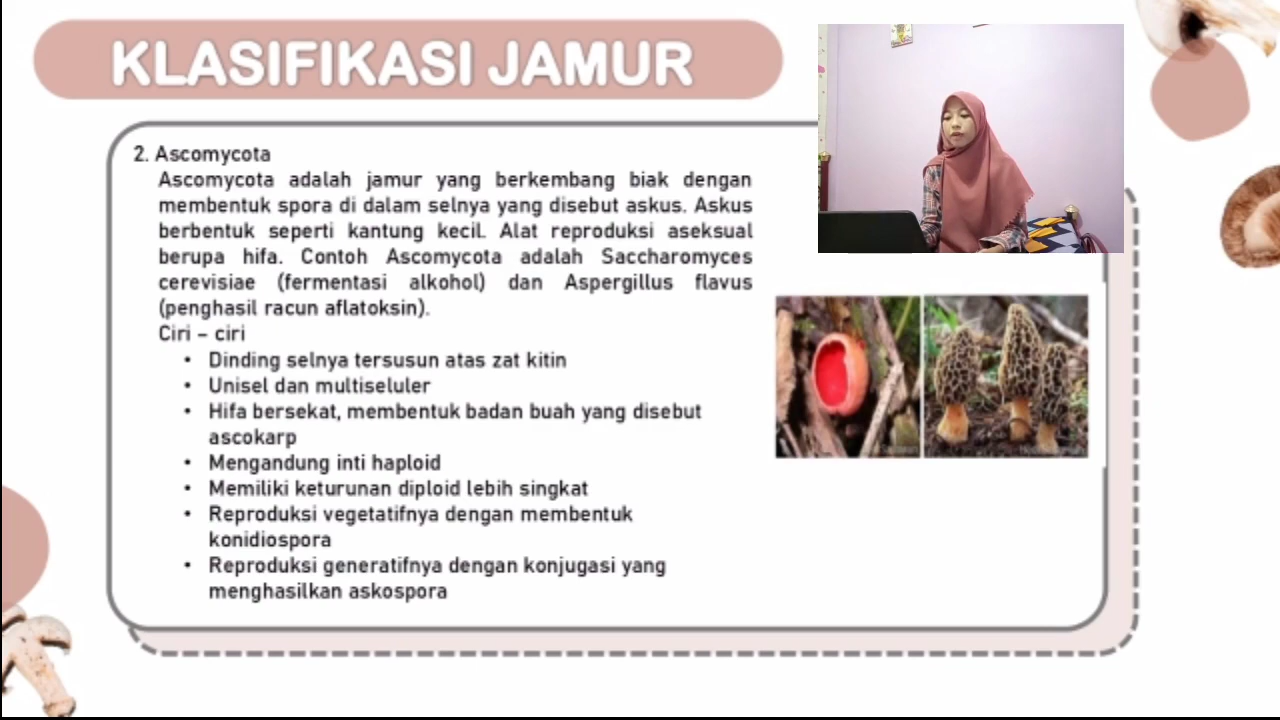 KLASIFIKASI JAMUR
2. Ascomycota
Ascomycota adalah jamur yang berkembang biak dengan
membentuk spora di dalam selnya yang disebut askus. Askus
berbentuk seperti kantung kecil. Alat reproduksi aseksual
berupa hifa. Contoh Ascomycota adalah Saccharomyces
cerevisiae (fermentasi alkohol) dan Aspergillus flavus
(penghasil racun aflatoksin).
Ciri – ciri
• Dinding selnya tersusun atas zat kitin
• Unisel dan multiseluler
• Hifa bersekat, membentuk badan buah yang disebut
ascokarp
• Mengandung inti haploid
• Memiliki keturunan diploid lebih singkat
• Reproduksi vegetatifnya dengan membentuk
konidiospora
• Reproduksi generatifnya dengan konjugasi yang
menghasilkan askospora